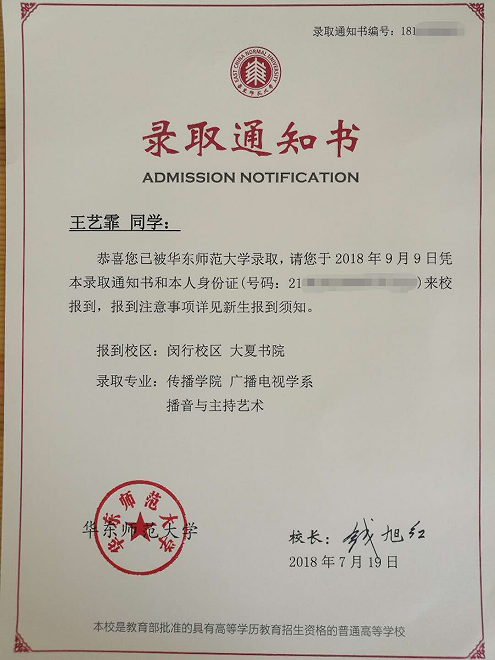 录取通知书编号：181
EAST CHINA NORMAL UNIVERSITY
华东师范大学
录取通知书
ADMISSION NOTIFICATION
王艺霏 同学：
恭喜您已被华东师范大学录取，请您于 2018 年 9 月 9 日凭
本录取通知书和本人身份证(号码：21)来校
报到，报到注意事项详见新生报到须知。
报到校区：闵行校区 大夏书院
录取专业：传播学院 广播电视学系
播音与主持艺术
华东师范大学
华东师范大学
校长：钱旭红
2018 年 7 月 19 日
本校是教育部批准的具有高等学历教育招生资格的普通高等学校